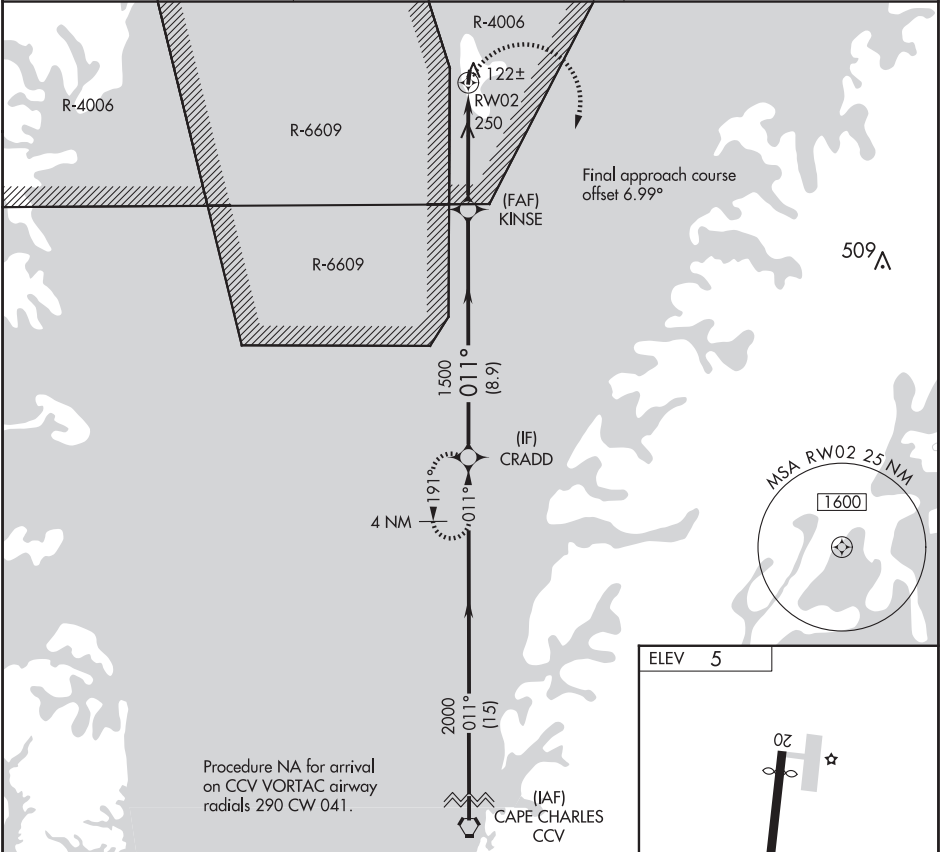 R-4006
R-4006
122±
RW02
250
R-6609
Final approach course
offset 6.99°
(FAF)
KINSE
509
R-6609
1500
011°
(8.9)
(IF)
CRADD
191°
011°
4 NM
MSA RW02 25 NM
1600
2000
011°
(15)
ELEV 5
20
Procedure NA for arrival
on CCV VORTAC airway
radials 290 CW 041.
(IAF)
CAPE CHARLES
CCV